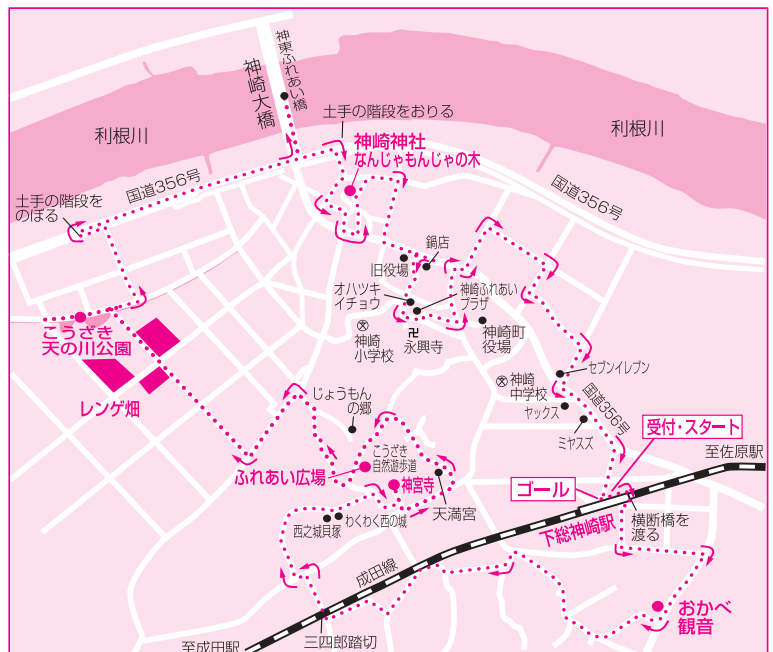 神東ふれあい橋
神崎大橋
利根川
利根川
土手の階段をおりる
神崎神社
なんじゃもんじゃの木
国道356号
国道356号
土手の階段を
のぼる
鍋店
旧役場
オハツキ
イチョウ
神崎ふれあい
プラザ
神崎
小学校
永興寺
神崎町
役場
こうざき
天の川公園
レンゲ畑
セブンイレブン
神崎
中学校
ヤックス
国道356号
ミヤスズ
じょうもん
の郷
こうざき
自然遊歩道
ふれあい広場
神宮寺
天満宮
受付・スタート
至佐原駅
ゴール
下総神崎駅
横断橋を
渡る
西之城貝塚
わくわく西の城
成田線
おかべ
観音
三四郎踏切
至成田駅